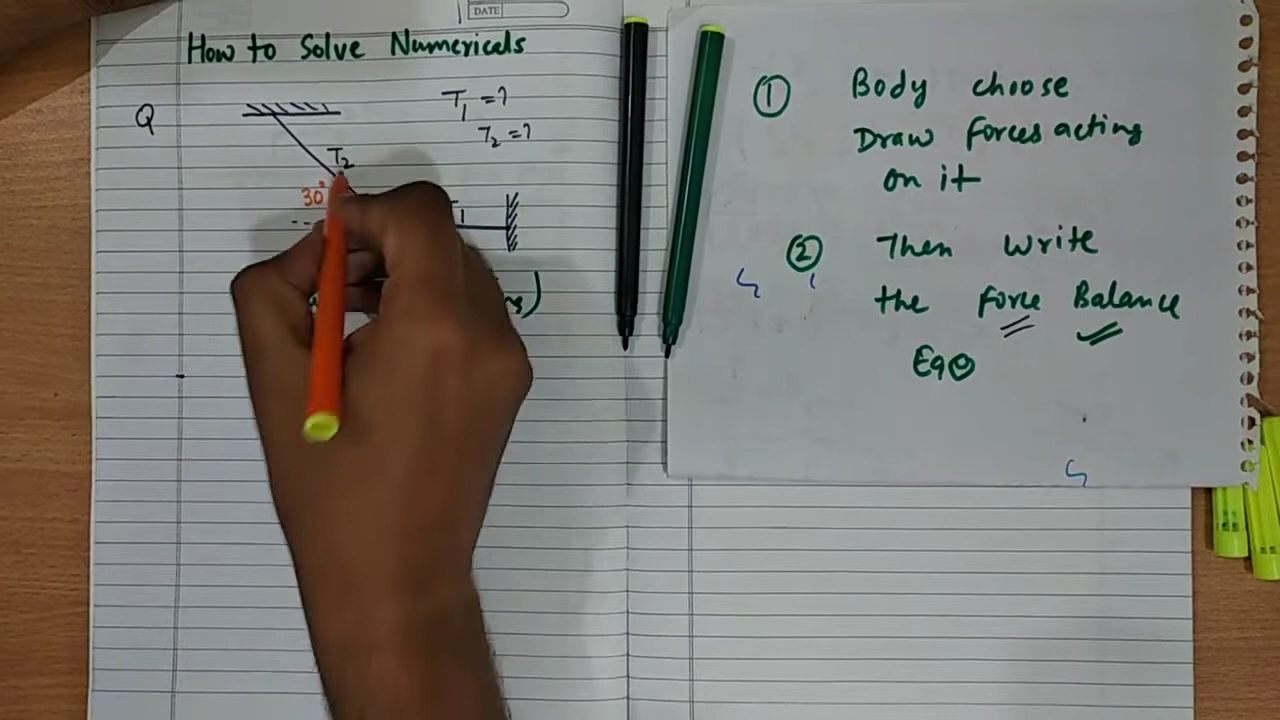 DATE
How to Solve Numericals
Q
T1 =?
T2 =?
T2
30°
1
① Body choose
Draw forces acting
on it
② Then write
the force Balance
Eqⓝ